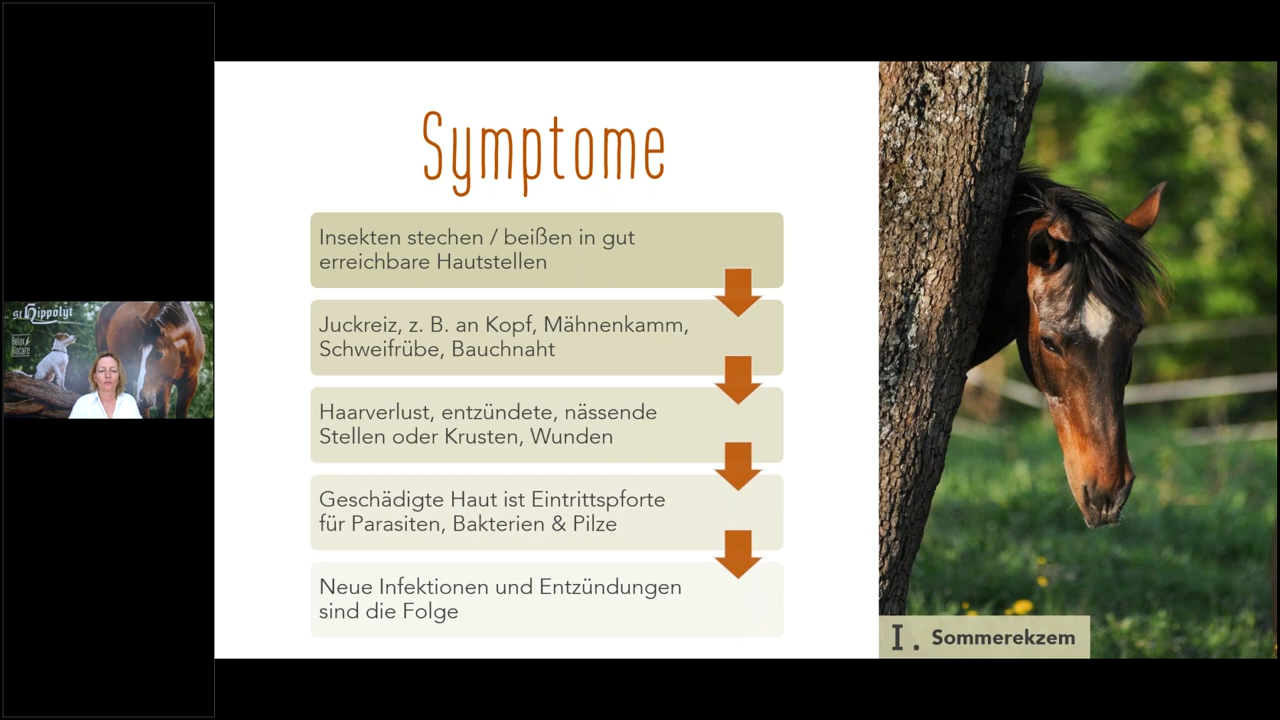 Symptome
Insekten stechen / beißen in gut
erreichbare Hautstellen
Juckreiz, z. B. an Kopf, Mähnenkamm,
Schweifrübe, Bauchnaht
Haarverlust, entzündete, nässende
Stellen oder Krusten, Wunden
Geschädigte Haut ist Eintrittspforte
für Parasiten, Bakterien & Pilze
Neue Infektionen und Entzündungen
sind die Folge
I. Sommerekzem
St. Hippolyt